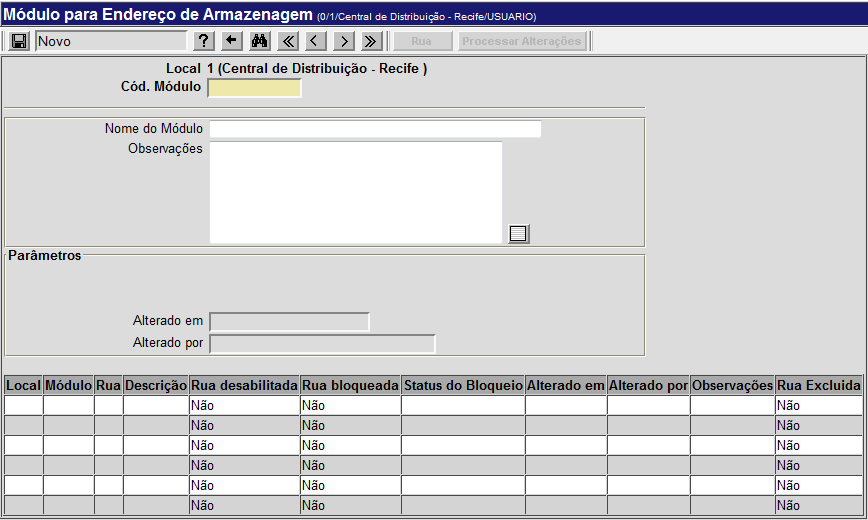 Módulo para Endereço de Armazenagem (0/1/Central de Distribuição - Recife/USUARIO)
Novo ? Rua Processar Alterações
Local 1 (Central de Distribuição - Recife )
Cód. Módulo
Nome do Módulo
Observações
Parâmetros
Alterado em
Alterado por
Local Módulo Rua Descrição Rua desabilitada Rua bloqueada Status do Bloqueio Alterado em Alterado por Observações Rua Excluida
Não Não Não
Não Não Não
Não Não Não
Não Não Não
Não Não Não
Não Não Não